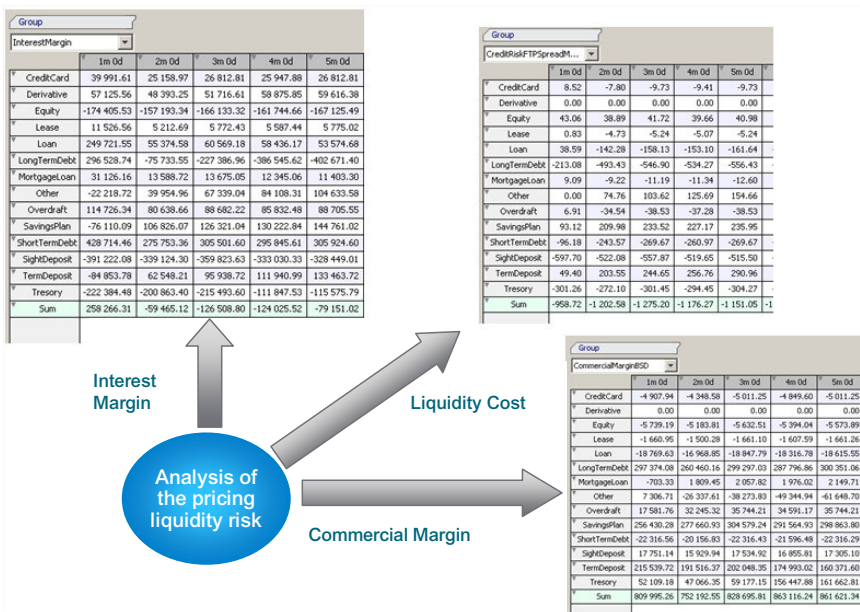 Group
InterestMargin
1m 0d 2m 0d 3m 0d 4m 0d 5m 0d
CreditCard 39 991.61 25 158.97 26 812.81 25 947.88 26 812.81
Derivative 57 125.56 48 393.25 51 716.61 58 875.85 59 616.38
Equity -174 405.53 -157 193.34 -166 133.32 -161 744.66 -167 125.49
Lease 11 526.56 5 212.69 5 772.43 5 587.44 5 775.02
Loan 249 721.55 55 374.58 60 569.18 58 436.17 53 574.68
LongTermDebt 296 528.74 -75 733.55 -227 386.96 -386 545.62 -402 671.40
MortgageLoan 31 126.16 13 588.72 13 675.05 12 345.06 11 403.30
Other -22 218.72 39 954.96 67 339.04 84 108.31 104 633.58
Overdraft 114 726.34 80 638.66 88 682.22 85 832.48 88 705.55
SavingsPlan -76 110.09 106 826.07 126 321.04 130 222.84 144 761.02
ShortTermDebt 428 714.46 275 753.36 305 501.60 295 845.61 305 924.60
SightDeposit -391 222.08 -339 124.30 -359 823.63 -333 030.33 -328 449.01
TermDeposit -84 853.78 62 548.21 95 938.72 111 940.99 133 463.72
Tresory -222 384.48 -200 863.40 -215 493.60 -111 847.53 -115 575.79
Sum 258 266.31 -59 465.12 -126 508.80 -124 025.52 -79 151.02
Group
CreditRiskFTPSpreadM...
1m 0d 2m 0d 3m 0d 4m 0d 5m 0d
CreditCard 8.52 -7.80 -9.73 -9.41 -9.73
Derivative 0.00 0.00 0.00 0.00 0.00
Equity 43.06 38.89 41.72 39.66 40.98
Lease 0.83 -4.73 -5.24 -5.07 -5.24
Loan 38.59 -142.28 -158.13 -153.10 -161.64
LongTermDebt -213.08 -493.43 -546.90 -534.27 -556.43
MortgageLoan 9.09 -9.22 -11.19 -11.34 -12.60
Other 0.00 74.76 103.62 125.69 154.66
Overdraft 6.91 -34.54 -38.53 -37.28 -38.53
SavingsPlan 93.12 209.98 233.52 227.17 235.95
ShortTermDebt -96.18 -243.57 -269.67 -260.97 -269.67
SightDeposit -597.70 -522.08 -557.87 -519.65 -515.50
TermDeposit 49.40 203.55 244.65 256.76 290.96
Tresory -301.26 -272.10 -301.45 -294.45 -304.27
Sum -958.72 -1 202.58 -1 275.20 -1 176.27 -1 151.05 -1
Interest
Margin
Liquidity Cost
Analysis of
the pricing
liquidity risk
Commercial Margin
Group
CommercialMarginBSD
1m 0d 2m 0d 3m 0d 4m 0d 5m 0d
CreditCard -4 907.94 -4 348.58 -5 011.25 -4 849.60 -5 011.25
Derivative 0.00 0.00 0.00 0.00 0.00
Equity -5 739.19 -5 183.81 -5 632.51 -5 394.04 -5 573.89
Lease -1 660.95 -1 500.28 -1 661.10 -1 607.59 -1 661.26
Loan -18 769.63 -16 968.85 -18 847.79 -18 316.78 -18 615.55
LongTermDebt 297 374.08 260 460.16 299 297.03 287 796.86 300 351.06
MortgageLoan -703.33 1 809.45 2 057.82 1 976.02 2 149.71
Other 7 306.71 -26 337.61 -38 273.83 -49 344.94 -61 648.70
Overdraft 17 581.76 32 245.32 35 744.21 34 591.17 35 744.21
SavingsPlan 256 430.28 277 660.93 304 579.24 291 564.93 298 863.80
ShortTermDebt -22 316.56 -20 156.83 -22 316.43 -21 596.48 -22 316.29
SightDeposit 17 751.14 15 929.94 17 534.92 16 855.81 17 305.10
TermDeposit 215 539.72 191 516.37 202 048.35 174 993.02 160 371.60
Tresory 52 109.18 47 066.35 59 177.15 156 447.88 161 662.81
Sum 809 995.26 752 192.55 828 695.81 863 116.24 861 621.34